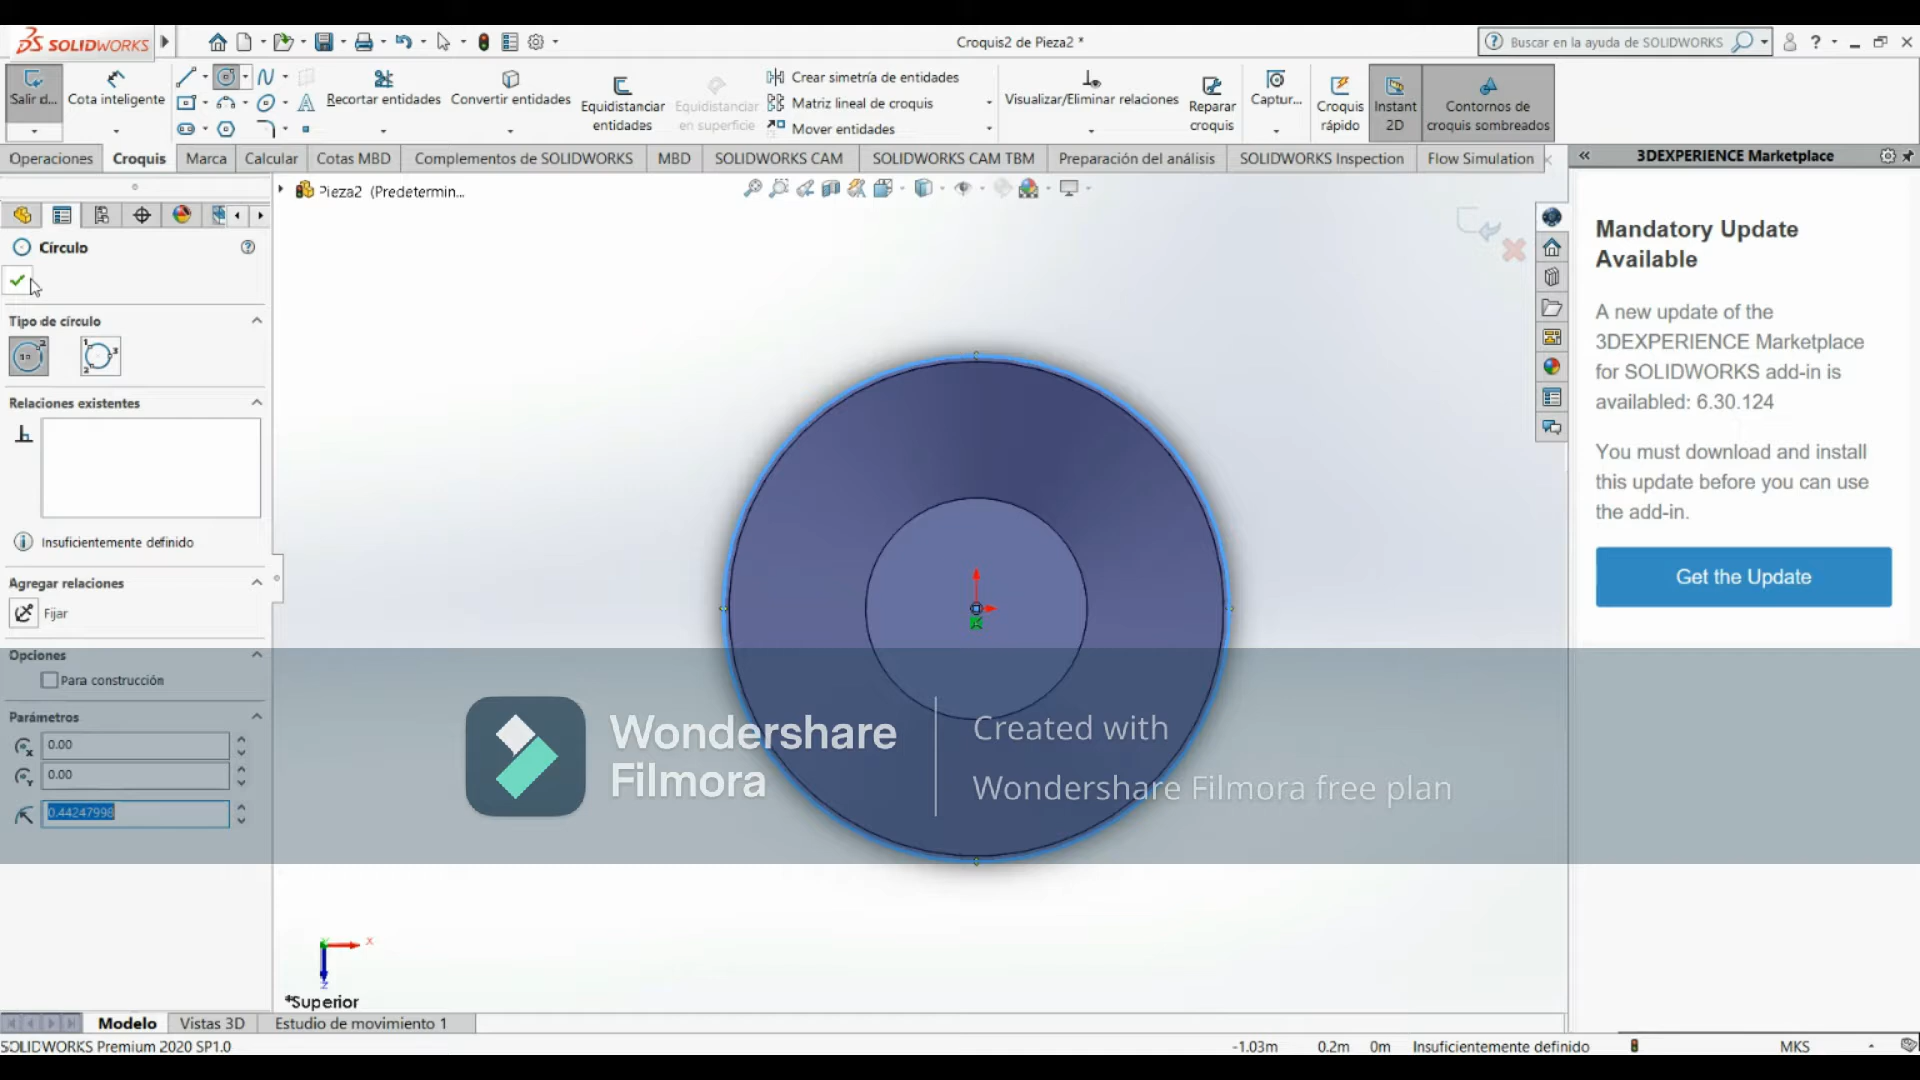 SOLIDWORKS
Croquis2 de Pieza2 *
Buscar en la ayuda de SOLIDWORKS
Salir d...
Cota inteligente
Recortar entidades
Convertir entidades
Equidistanciar
entidades
Equidistanciar
en superficie
Crear simetría de entidades
Matriz lineal de croquis
Mover entidades
Visualizar/Eliminar relaciones
Reparar
croquis
Captur...
Croquis
rápido
Instant
2D
Contornos de
croquis sombreados
Operaciones
Croquis
Marca
Calcular
Cotas MBD
Complementos de SOLIDWORKS
MBD
SOLIDWORKS CAM
SOLIDWORKS CAM TBM
Preparación del análisis
SOLIDWORKS Inspection
Flow Simulation
3DEXPERIENCE Marketplace
Pieza2 (Predetermin...
Círculo
Tipo de círculo
Relaciones existentes
Insuficientemente definido
Agregar relaciones
Fijar
Opciones
Para construcción
Parámetros
0.00
0.00
0.44247998
Mandatory Update
Available
A new update of the
3DEXPERIENCE Marketplace
for SOLIDWORKS add-in is
availabled: 6.30.124
You must download and install
this update before you can use
the add-in.
Get the Update
Wondershare
Filmora
Created with
Wondershare Filmora free plan
X
Z
*Superior
Modelo
Vistas 3D
Estudio de movimiento 1
SOLIDWORKS Premium 2020 SP1.0
-1.03m
0.2m
0m
Insuficientemente definido
MKS